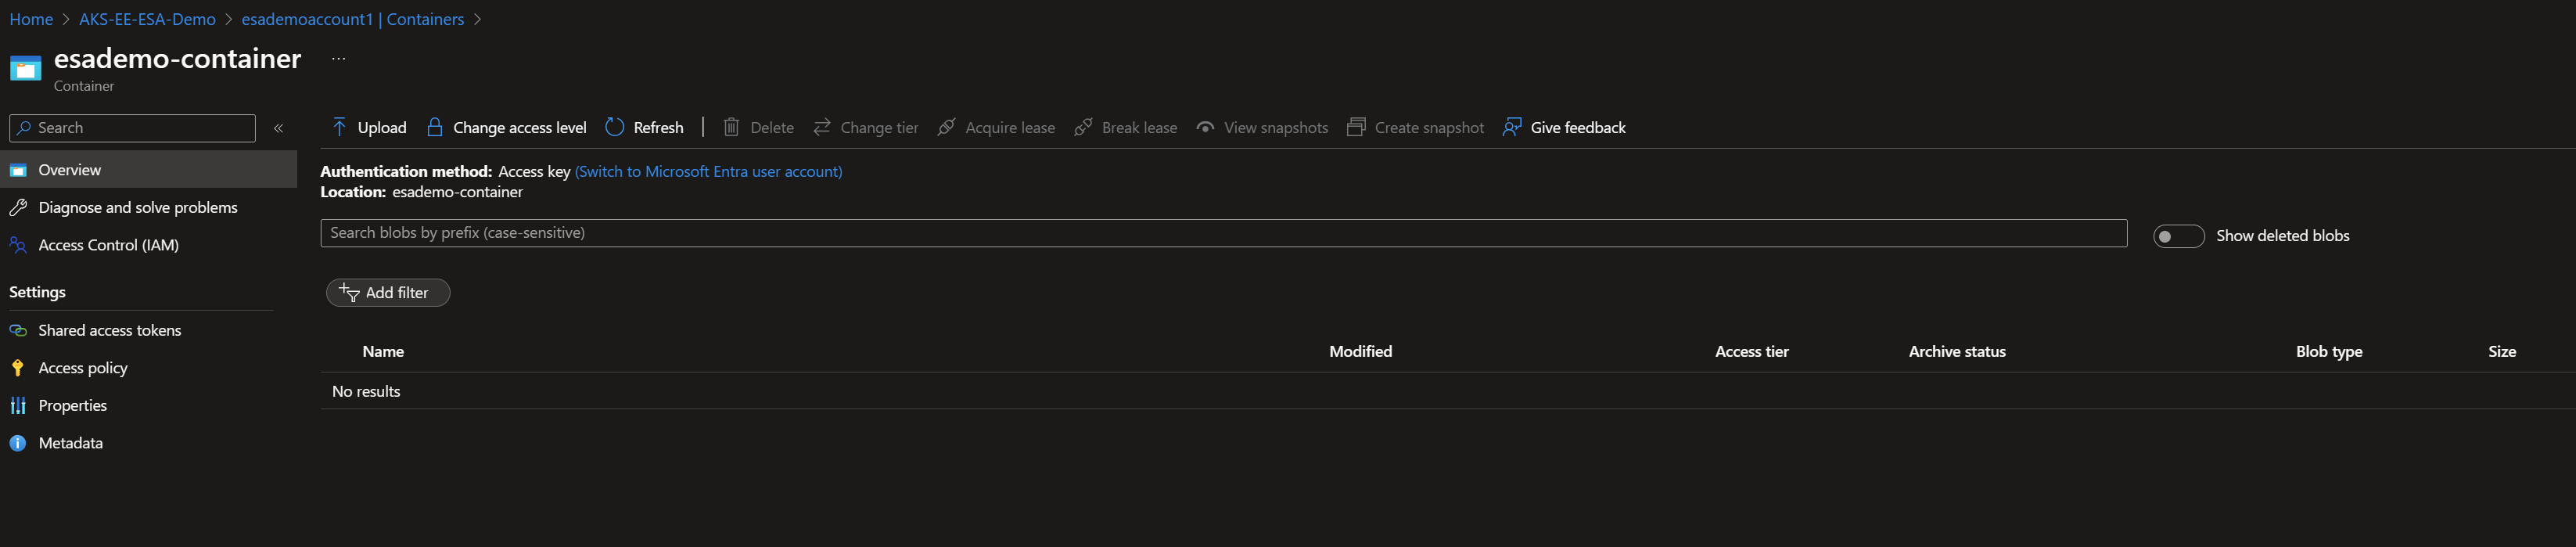 Home > AKS-EE-ESA-Demo > esademoaccount1 | Containers >
esademo-container ...
Container
Search «
Upload Change access level Refresh | Delete Change tier Acquire lease Break lease View snapshots Create snapshot Give feedback
Overview
Diagnose and solve problems
Access Control (IAM)
Settings
Shared access tokens
Access policy
Properties
Metadata
Authentication method: Access key (Switch to Microsoft Entra user account)
Location: esademo-container
Search blobs by prefix (case-sensitive)
Show deleted blobs
Add filter
Name Modified Access tier Archive status Blob type Size
No results